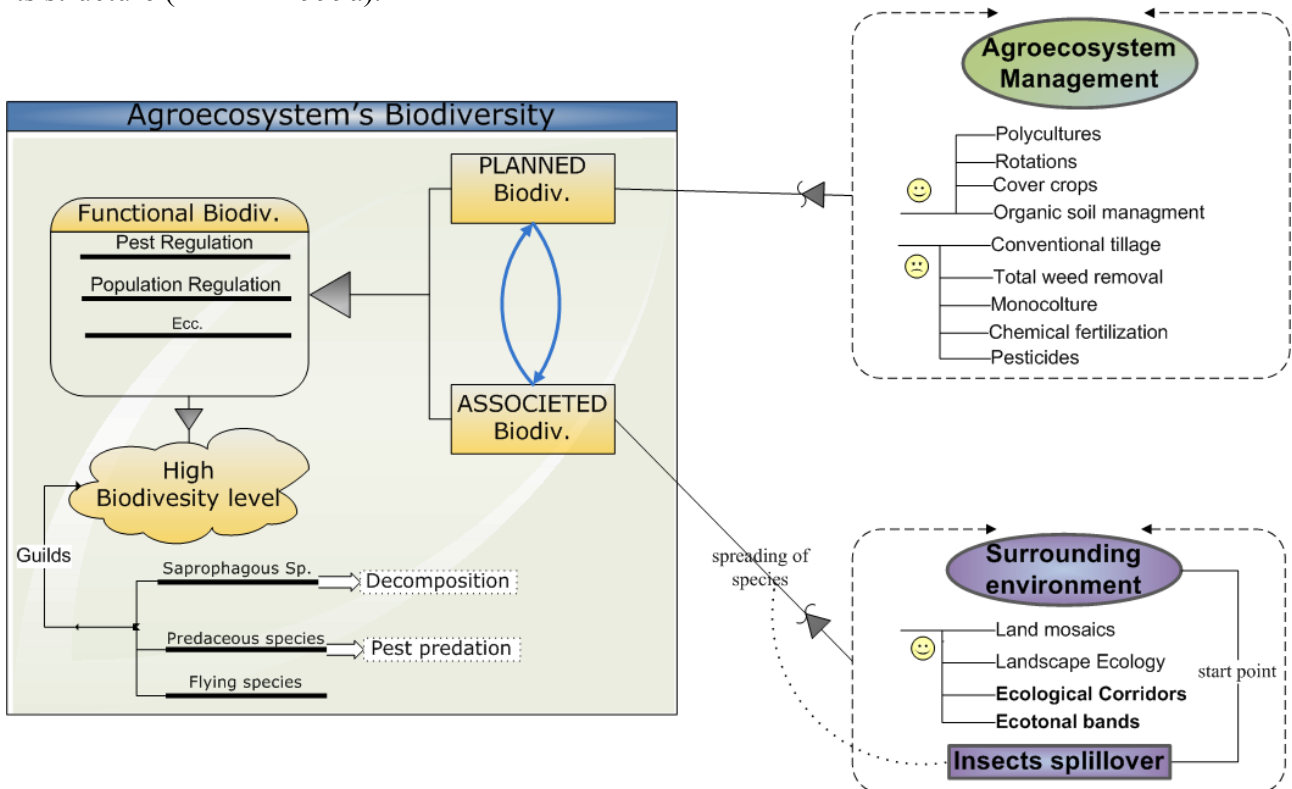 Agroecosystem
Management
Polycultures
Rotations
Cover crops
Organic soil managment
Conventional tillage
Total weed removal
Monocolture
Chemical fertilization
Pesticides
Agroecosystem's Biodiversity
PLANNED
Biodiv.
Functional Biodiv.
Pest Regulation
Population Regulation
Ecc.
ASSOCIETED
Biodiv.
High
Biodivesity level
Guilds
Saprophagous Sp.
Decomposition
Predaceous species
Pest predation
Flying species
spreading of
species
Surrounding
environment
Land mosaics
Landscape Ecology
Ecological Corridors
Ecotonal bands
start point
Insects splillover